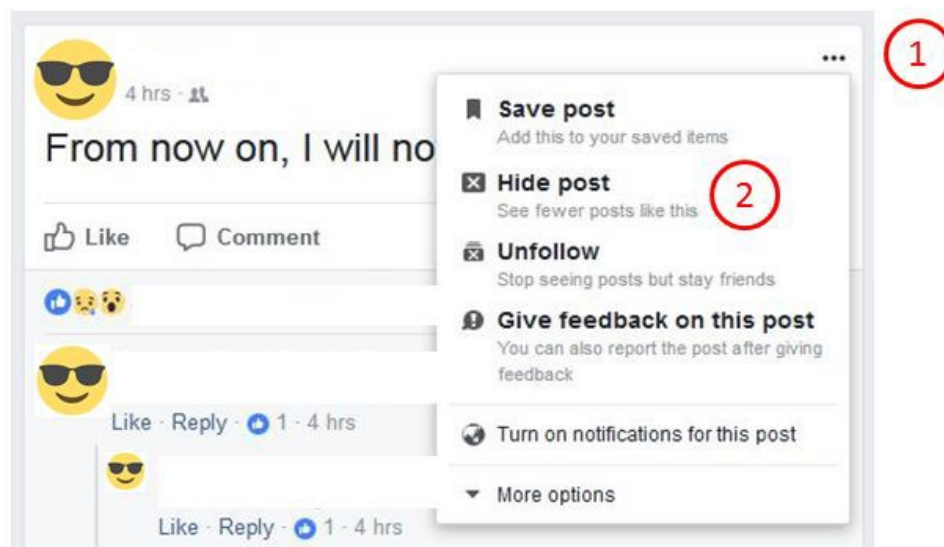 1
4 hrs ·
From now on, I will no
Save post
Add this to your saved items
Hide post
See fewer posts like this
2
Unfollow
Stop seeing posts but stay friends
Give feedback on this post
You can also report the post after giving
feedback
Turn on notifications for this post
More options
Like Comment
Like · Reply · 1 · 4 hrs
Like · Reply · 1 · 4 hrs